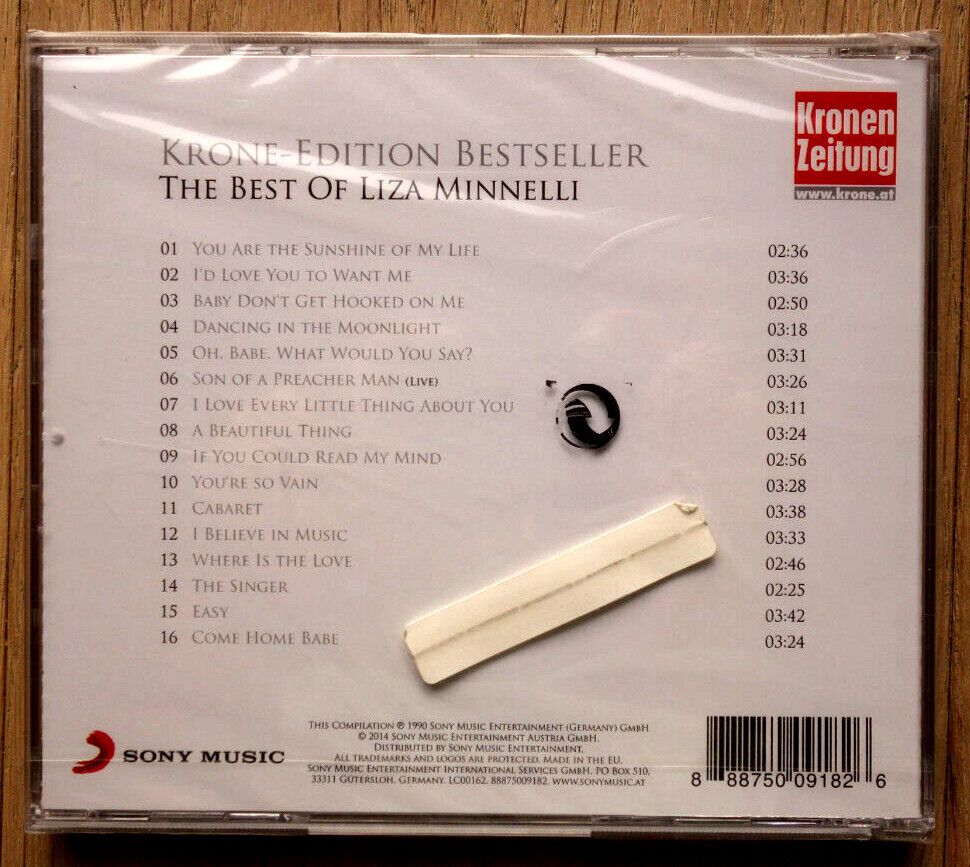 Kronen
Zeitung
www.krone.at
KRONE-EDITION BESTSELLER
THE BEST OF LIZA MINNELLI
01 YOU ARE THE SUNSHINE OF MY LIFE 02:36
02 I'D LOVE YOU TO WANT ME 03:36
03 BABY DON'T GET HOOKED ON ME 02:50
04 DANCING IN THE MOONLIGHT 03:18
05 OH, BABE, WHAT WOULD YOU SAY? 03:31
06 SON OF A PREACHER MAN (LIVE) 03:26
07 I LOVE EVERY LITTLE THING ABOUT YOU 03:11
08 A BEAUTIFUL THING 03:24
09 IF YOU COULD READ MY MIND 02:56
10 YOU'RE SO VAIN 03:28
11 CABARET 03:38
12 I BELIEVE IN MUSIC 03:33
13 WHERE IS THE LOVE 02:46
14 THE SINGER 02:25
15 EASY 03:42
16 COME HOME BABE 03:24
SONY MUSIC
THIS COMPILATION ℗ 1990 SONY MUSIC ENTERTAINMENT (GERMANY) GMBH
© 2014 SONY MUSIC ENTERTAINMENT AUSTRIA GMBH.
DISTRIBUTED BY SONY MUSIC ENTERTAINMENT.
ALL TRADEMARKS AND LOGOS ARE PROTECTED. MADE IN THE EU.
SONY MUSIC ENTERTAINMENT INTERNATIONAL SERVICES GMBH, PO BOX 510,
33311 GÜTERSLOH, GERMANY. LC00162. 88875009182. WWW.SONYMUSIC.AT
8 88750 09182 6